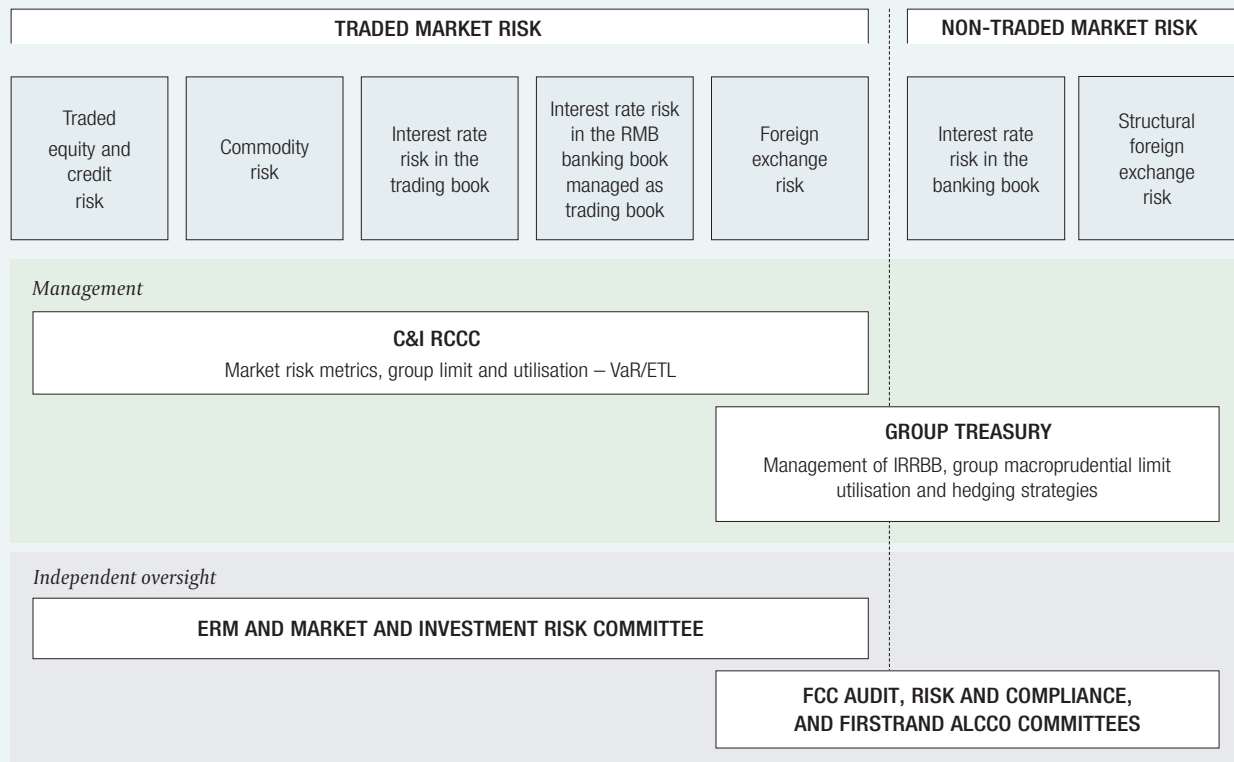 TRADED MARKET RISK
NON-TRADED MARKET RISK
Traded
equity and
credit
risk
Commodity
risk
Interest rate
risk in the
trading book
Interest rate risk
in the RMB
banking book
managed as
trading book
Foreign
exchange
risk
Interest rate
risk in the
banking book
Structural
foreign
exchange
risk
Management
C&I RCCC
Market risk metrics, group limit and utilisation – VaR/ETL
GROUP TREASURY
Management of IRRBB, group macroprudential limit
utilisation and hedging strategies
Independent oversight
ERM AND MARKET AND INVESTMENT RISK COMMITTEE
FCC AUDIT, RISK AND COMPLIANCE,
AND FIRSTRAND ALCCO COMMITTEES